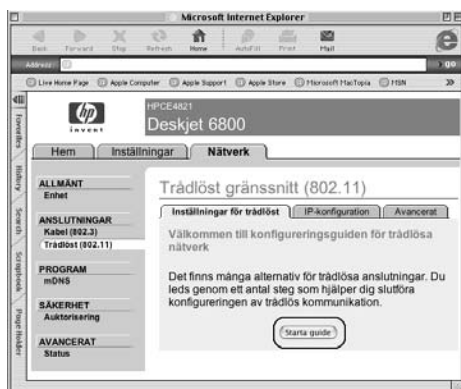 Microsoft Internet Explorer
Back Forward Stop Refresh Home AutoFill Print Mail
Address
go
Live Home Page Apple Computer Apple Support Apple Store Microsoft MacTopia MSN
Favorites
History
Search
Scrapbook
Page Holder
hp
invent
HPCE4821
Deskjet 6800
Hem Inställningar Nätverk
ALLMÄNT
Enhet
ANSLUTNINGAR
Kabel (802.3)
Trådlöst (802.11)
PROGRAM
mDNS
SÄKERHET
Auktorisering
AVANCERAT
Status
Trådlöst gränssnitt (802.11)
Inställningar för trådlöst IP-konfiguration Avancerat
Välkommen till konfigureringsguiden för trådlösa
nätverk
Det finns många alternativ för trådlösa anslutningar. Du
leds genom ett antal steg som hjälper dig slutföra
konfigureringen av trådlös kommunikation.
Starta guide